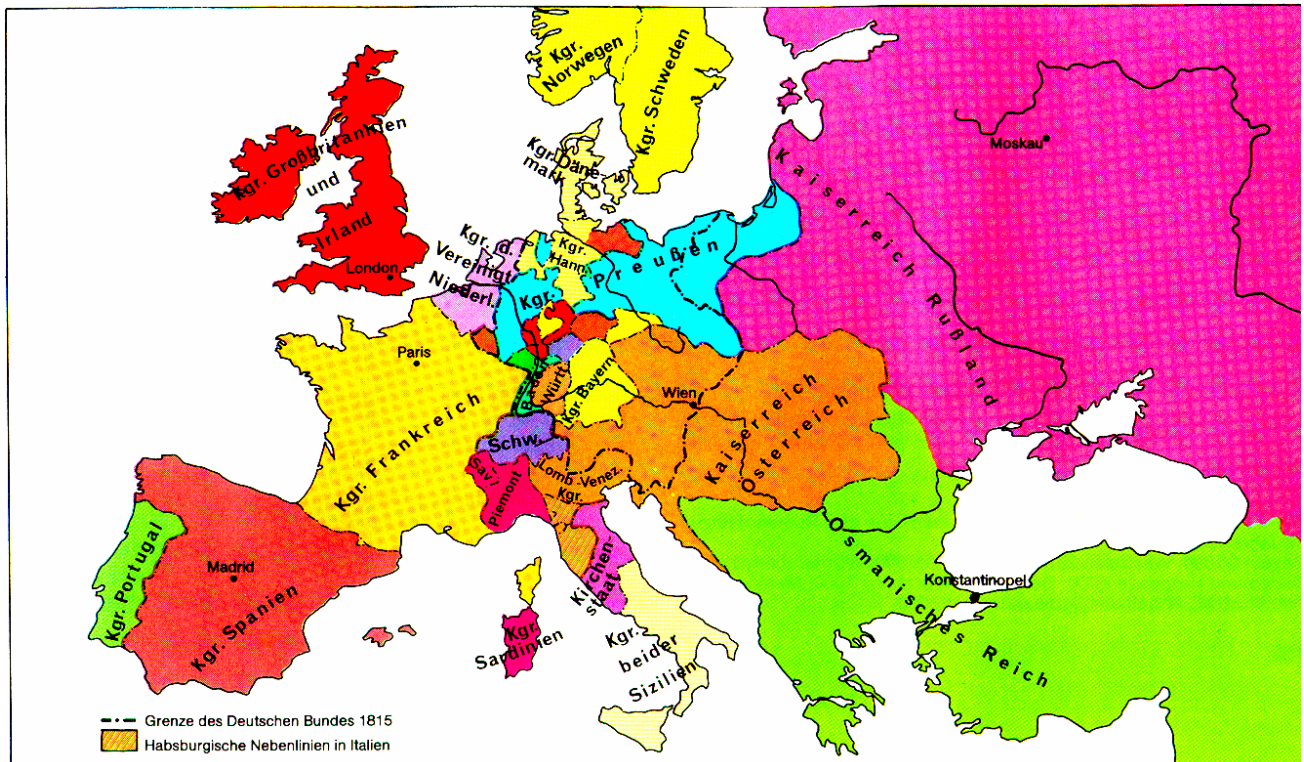 Kgr.
Norwegen
Kgr. Schweden
Kgr. Großbritannien
und
Irland
London
Kgr. Däne-
mark
Moskau
Kaiserreich Rußland
Kgr. d.
Vereinigt.
Niederl.
Kgr.
Hann.
Kgr. Preußen
Paris
Kgr. Frankreich
Baden
Württ.
Kgr. Bayern
Wien
Kaiserreich
Österreich
Schw.
Sav.
Piemont
Lomb.-Venez.
Kgr.
Kirchen-
staat
Kgr. Portugal
Madrid
Kgr. Spanien
Kgr.
Sardinien
Kgr.
beider
Sizilien
Konstantinopel
Osmanisches Reich
Grenze des Deutschen Bundes 1815
Habsburgische Nebenlinien in Italien